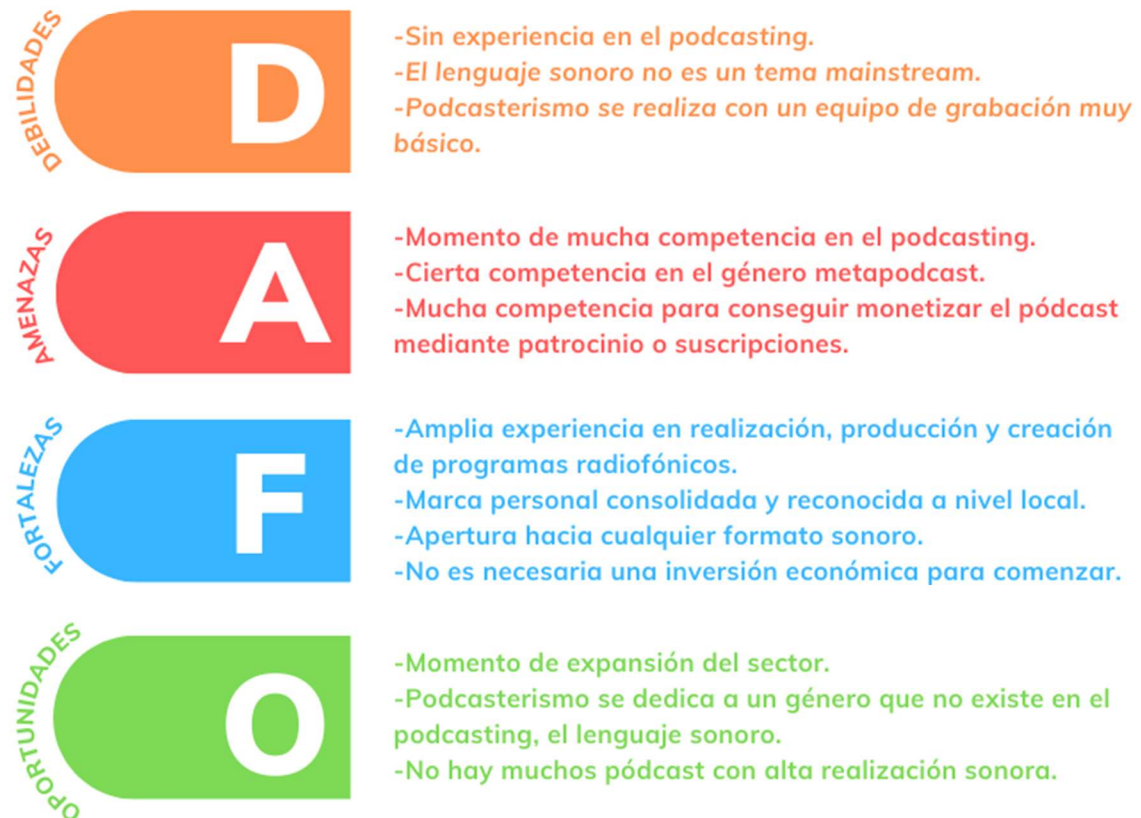 DEBILIDADES
D
-Sin experiencia en el podcasting.
-El lenguaje sonoro no es un tema mainstream.
-Podcasterismo se realiza con un equipo de grabación muy
básico.
AMENAZAS
A
-Momento de mucha competencia en el podcasting.
-Cierta competencia en el género metapodcast.
-Mucha competencia para conseguir monetizar el pódcast
mediante patrocinio o suscripciones.
FORTALEZAS
F
-Amplia experiencia en realización, producción y creación
de programas radiofónicos.
-Marca personal consolidada y reconocida a nivel local.
-Apertura hacia cualquier formato sonoro.
-No es necesaria una inversión económica para comenzar.
OPORTUNIDADES
O
-Momento de expansión del sector.
-Podcasterismo se dedica a un género que no existe en el
podcasting, el lenguaje sonoro.
-No hay muchos pódcast con alta realización sonora.